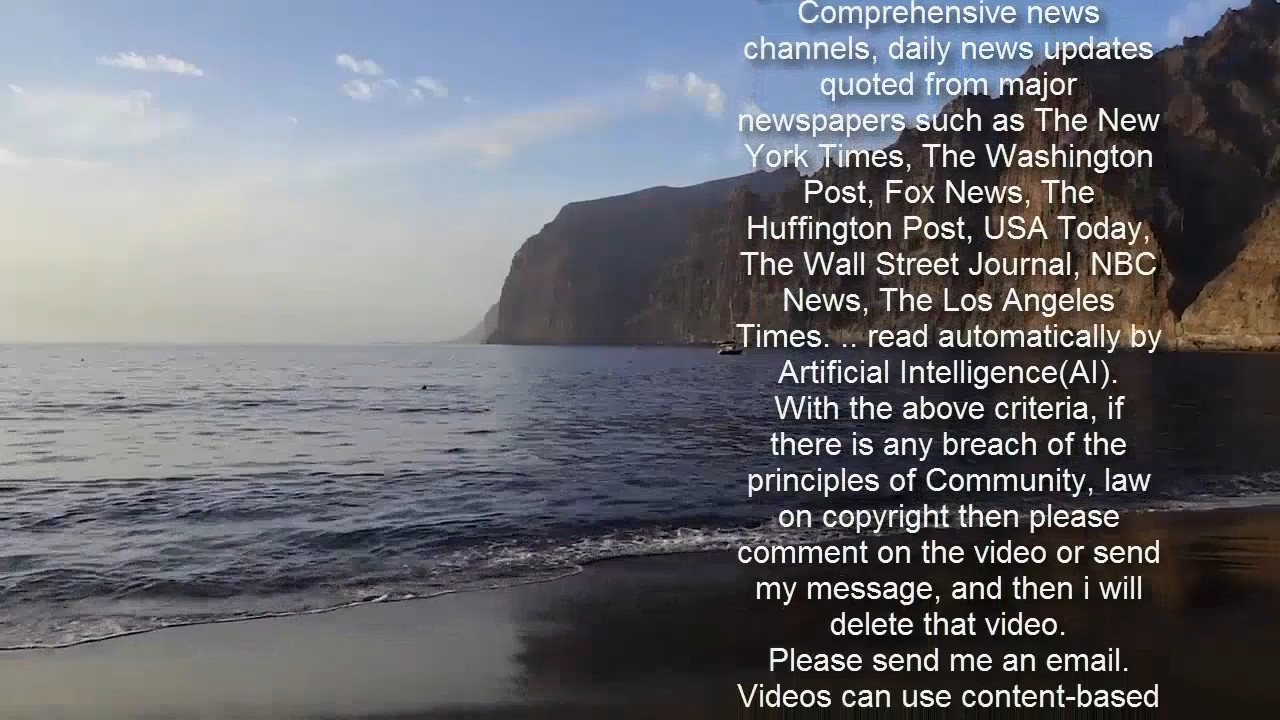 Comprehensive news
channels, daily news updates
quoted from major
newspapers such as The New
York Times, The Washington
Post, Fox News, The
Huffington Post, USA Today,
The Wall Street Journal, NBC
News, The Los Angeles
Times. .. read automatically by
Artificial Intelligence(AI).
With the above criteria, if
there is any breach of the
principles of Community, law
on copyright then please
comment on the video or send
my message, and then i will
delete that video.
Please send me an email.
Videos can use content-based